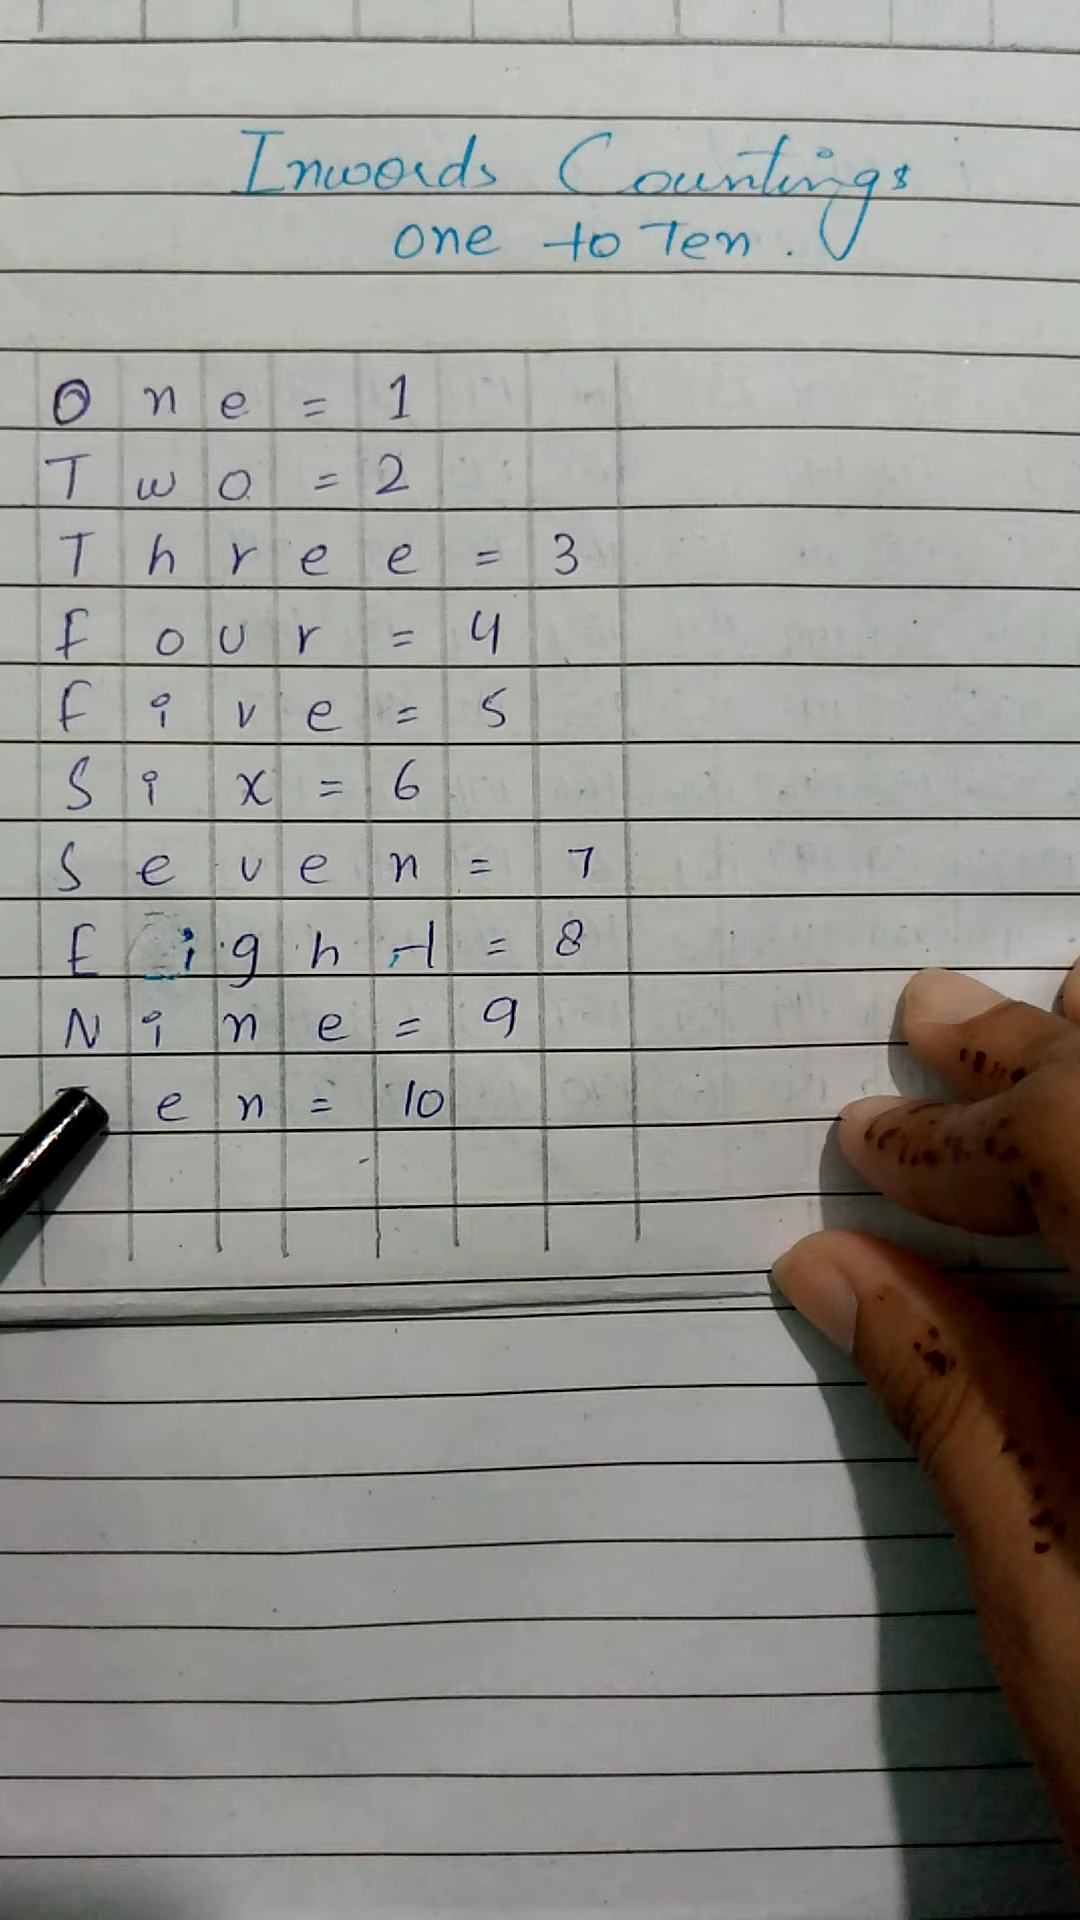 Inwords Countings
one to Ten.
One = 1
Two = 2
Three = 3
four = 4
five = 5
Six = 6
Seven = 7
Eight = 8
Nine = 9
Ten = 10